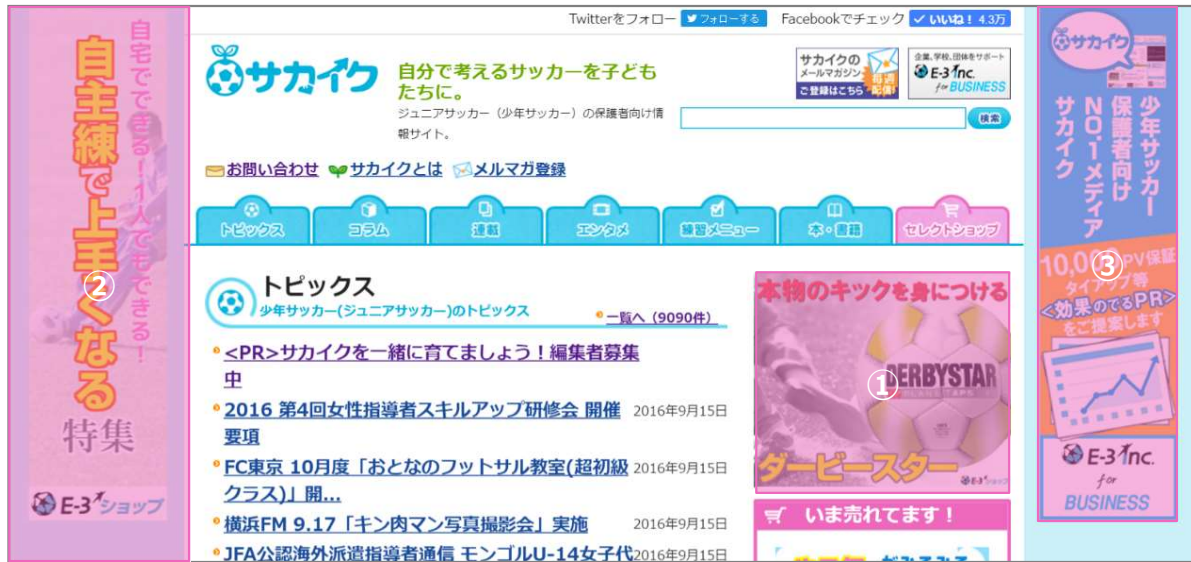 Twitterをフォロー フォローする Facebookでチェック いいね! 4.3万
サカイク
自分で考えるサッカーを子ども
たちに。
ジュニアサッカー（少年サッカー）の保護者向け情
報サイト。
サカイクの
メールマガジン
ご登録はこちら
毎週
配信!
企業、学校、団体をサポート
E-3 Inc.
for BUSINESS
検索
お問い合わせ サカイクとは メルマガ登録
トピックス コラム 連載 エンタメ 練習メニュー 本・書籍 セレクトショップ
自宅でできる！1人でもできる！
自主練で上手くなる
特集
②
E-3 ショップ
トピックス
少年サッカー(ジュニアサッカー)のトピックス
一覧へ（9090件）
<PR>サカイクを一緒に育てましょう！編集者募集
中
2016 第4回女性指導者スキルアップ研修会 開催 2016年9月15日
要項
FC東京 10月度「おとなのフットサル教室(超初級 2016年9月15日
クラス)」開...
横浜FM 9.17「キン肉マン写真撮影会」実施 2016年9月15日
JFA公認海外派遣指導者通信 モンゴルU-14女子代 2016年9月15日
本物のキックを身につける
DERBYSTAR
①
ダービースター
E-3 ショップ
いま売れてます！
サカイク
少年サッカー
保護者向け
NO.1メディア
サカイク
10,000PV保証
③
タイアップ等
<効果のでるPR>
をご提案します
E-3 Inc.
for
BUSINESS